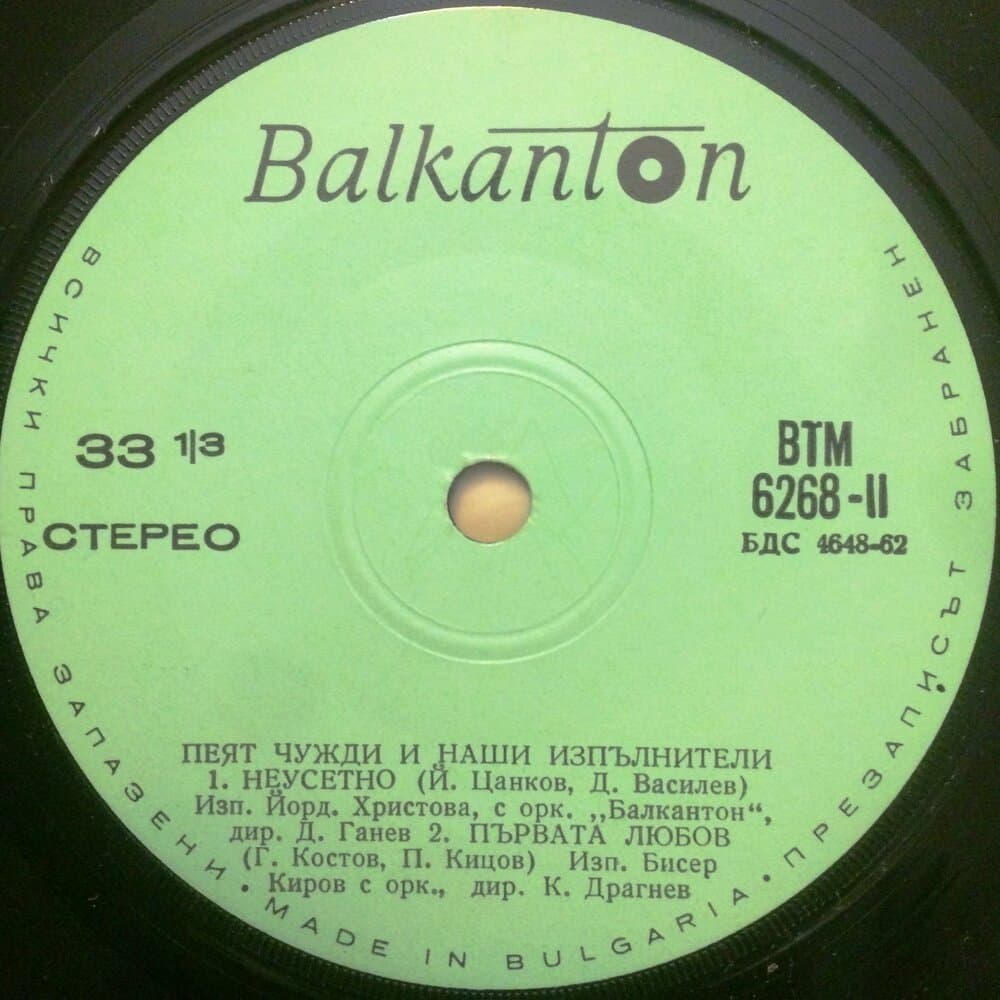 Balkanton
33 1/3
СТЕРЕО
ВТМ
6268-II
БДС 4648-62
ПЕЯТ ЧУЖДИ И НАШИ ИЗПЪЛНИТЕЛИ
1. НЕУСЕТНО (Й. Цанков, Д. Василев)
Изп. Йорд. Христова, с орк. „Балкантон“,
дир. Д. Ганев 2. ПЪРВАТА ЛЮБОВ
(Г. Костов, П. Кицов) Изп. Бисер
Киров с орк., дир. К. Драгнев
ВСИЧКИ ПРАВА ЗАПАЗЕНИ • MADE IN BULGARIA • ПРЕЗАПИСЪТ ЗАБРАНЕН